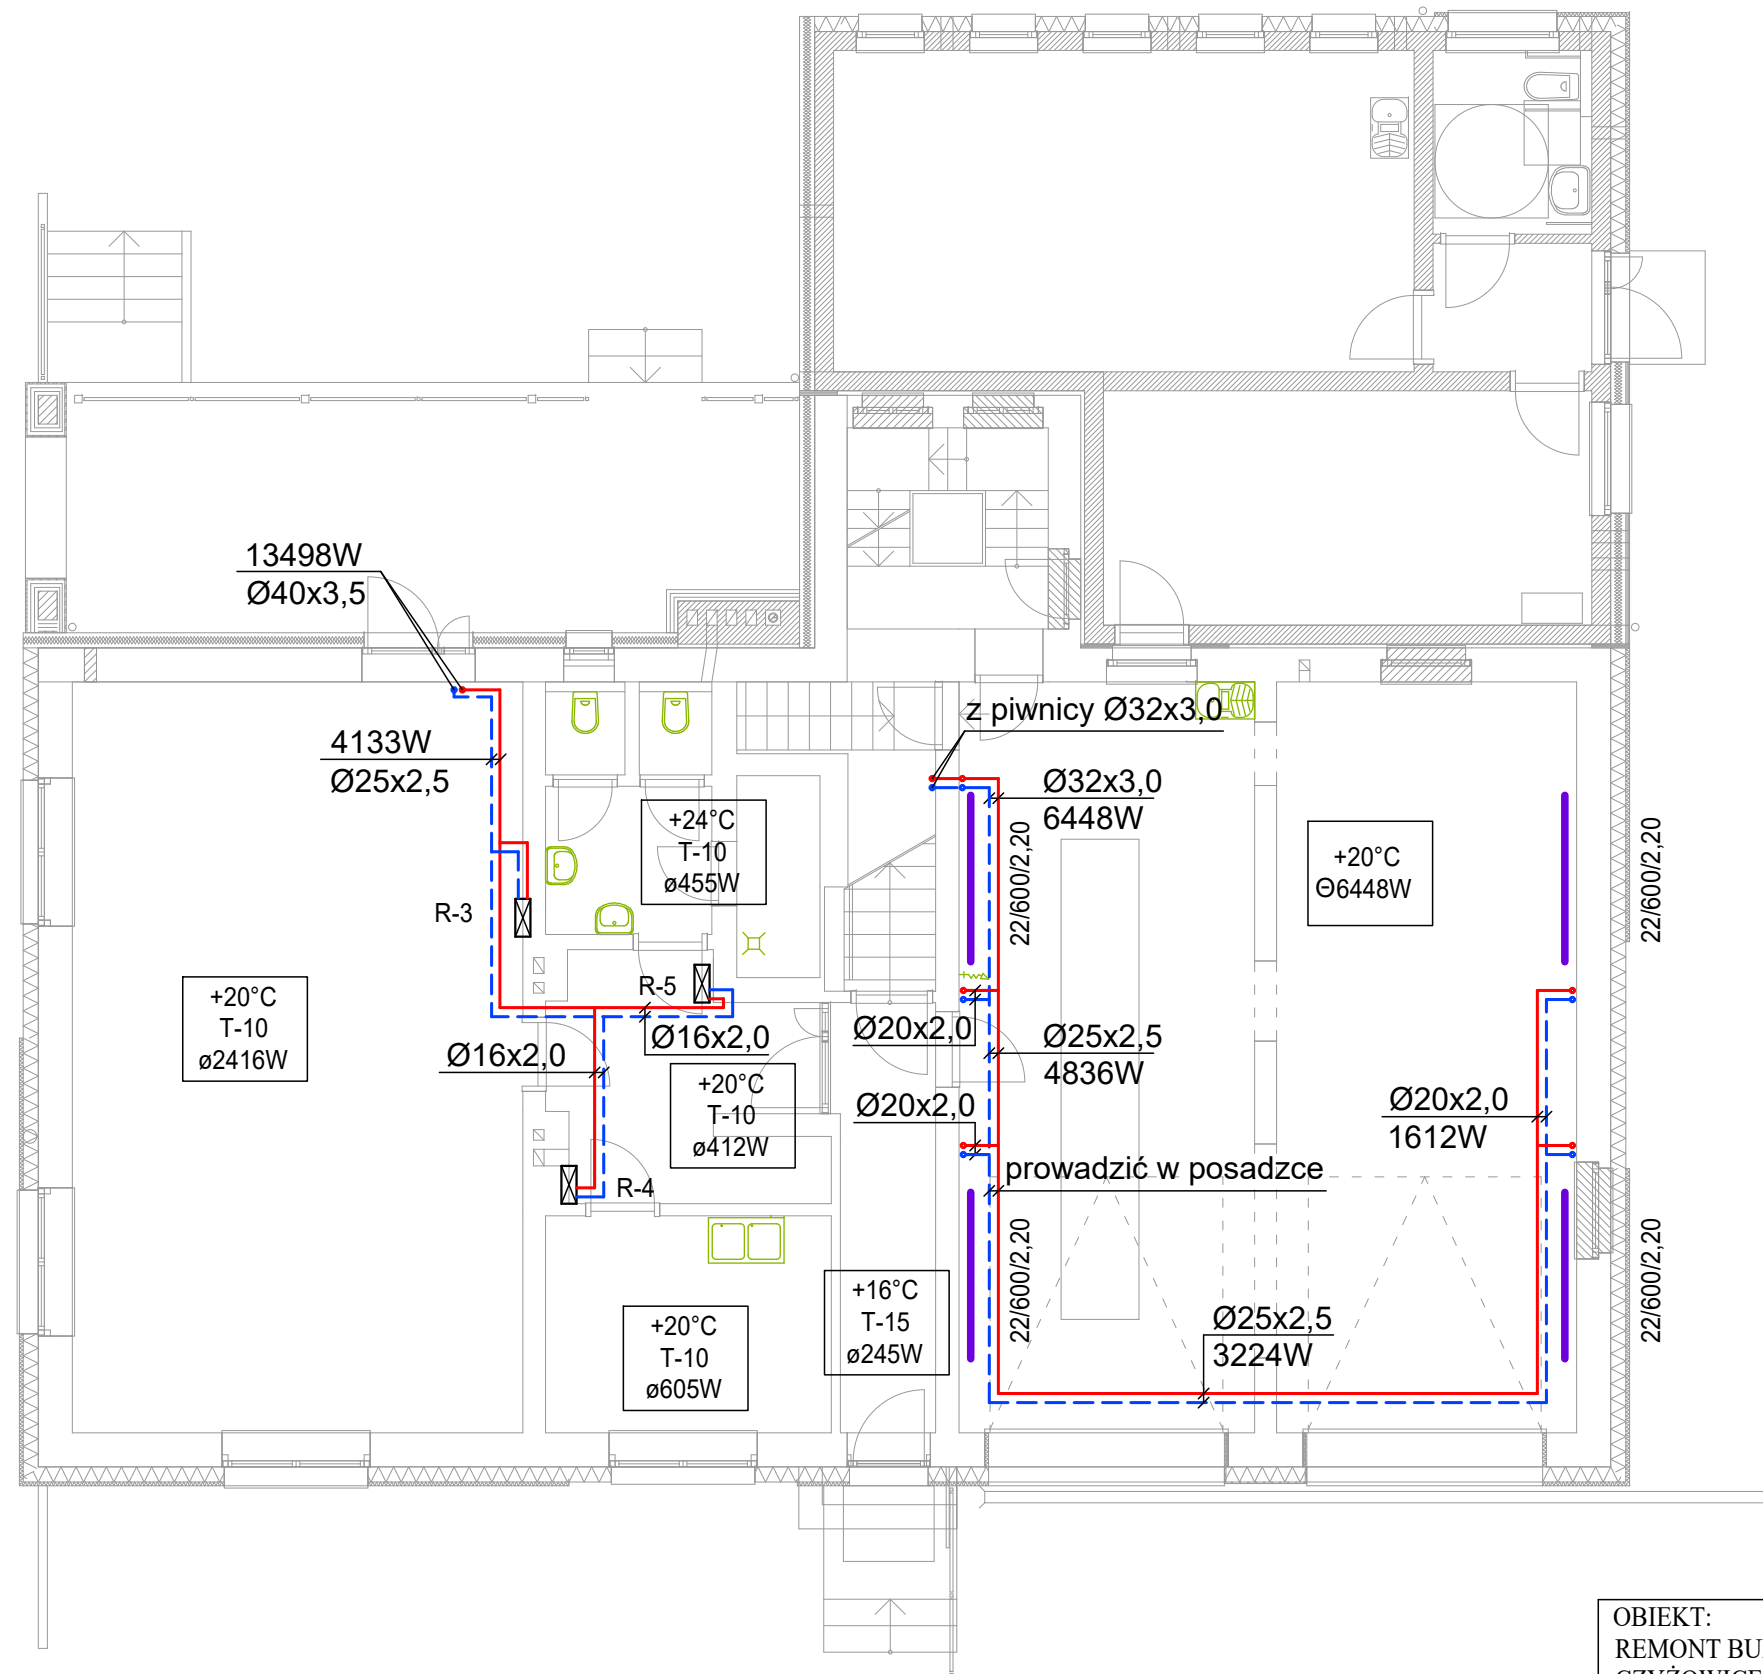 13498W
Ø40x3,5
4133W
Ø25x2,5
z piwnicy Ø32x3,0
Ø32x3,0
6448W
22/600/2,20
22/600/2,20
+24°C
T-10
ø455W
+20°C
Θ6448W
R-3
R-5
+20°C
T-10
ø2416W
Ø16x2,0
Ø16x2,0
Ø20x2,0
Ø25x2,5
4836W
+20°C
T-10
ø412W
Ø20x2,0
Ø20x2,0
1612W
prowadzić w posadzce
R-4
22/600/2,20
22/600/2,20
+16°C
T-15
ø245W
+20°C
T-10
ø605W
Ø25x2,5
3224W
OBIEKT:
REMONT BU